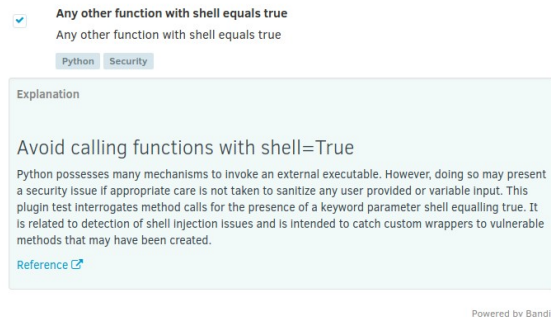 Any other function with shell equals true
Any other function with shell equals true
Python Security
Explanation
Avoid calling functions with shell=True
Python possesses many mechanisms to invoke an external executable. However, doing so may present
a security issue if appropriate care is not taken to sanitize any user provided or variable input. This
plugin test interrogates method calls for the presence of a keyword parameter shell equalling true. It
is related to detection of shell injection issues and is intended to catch custom wrappers to vulnerable
methods that may have been created.
Reference
Powered by Bandi